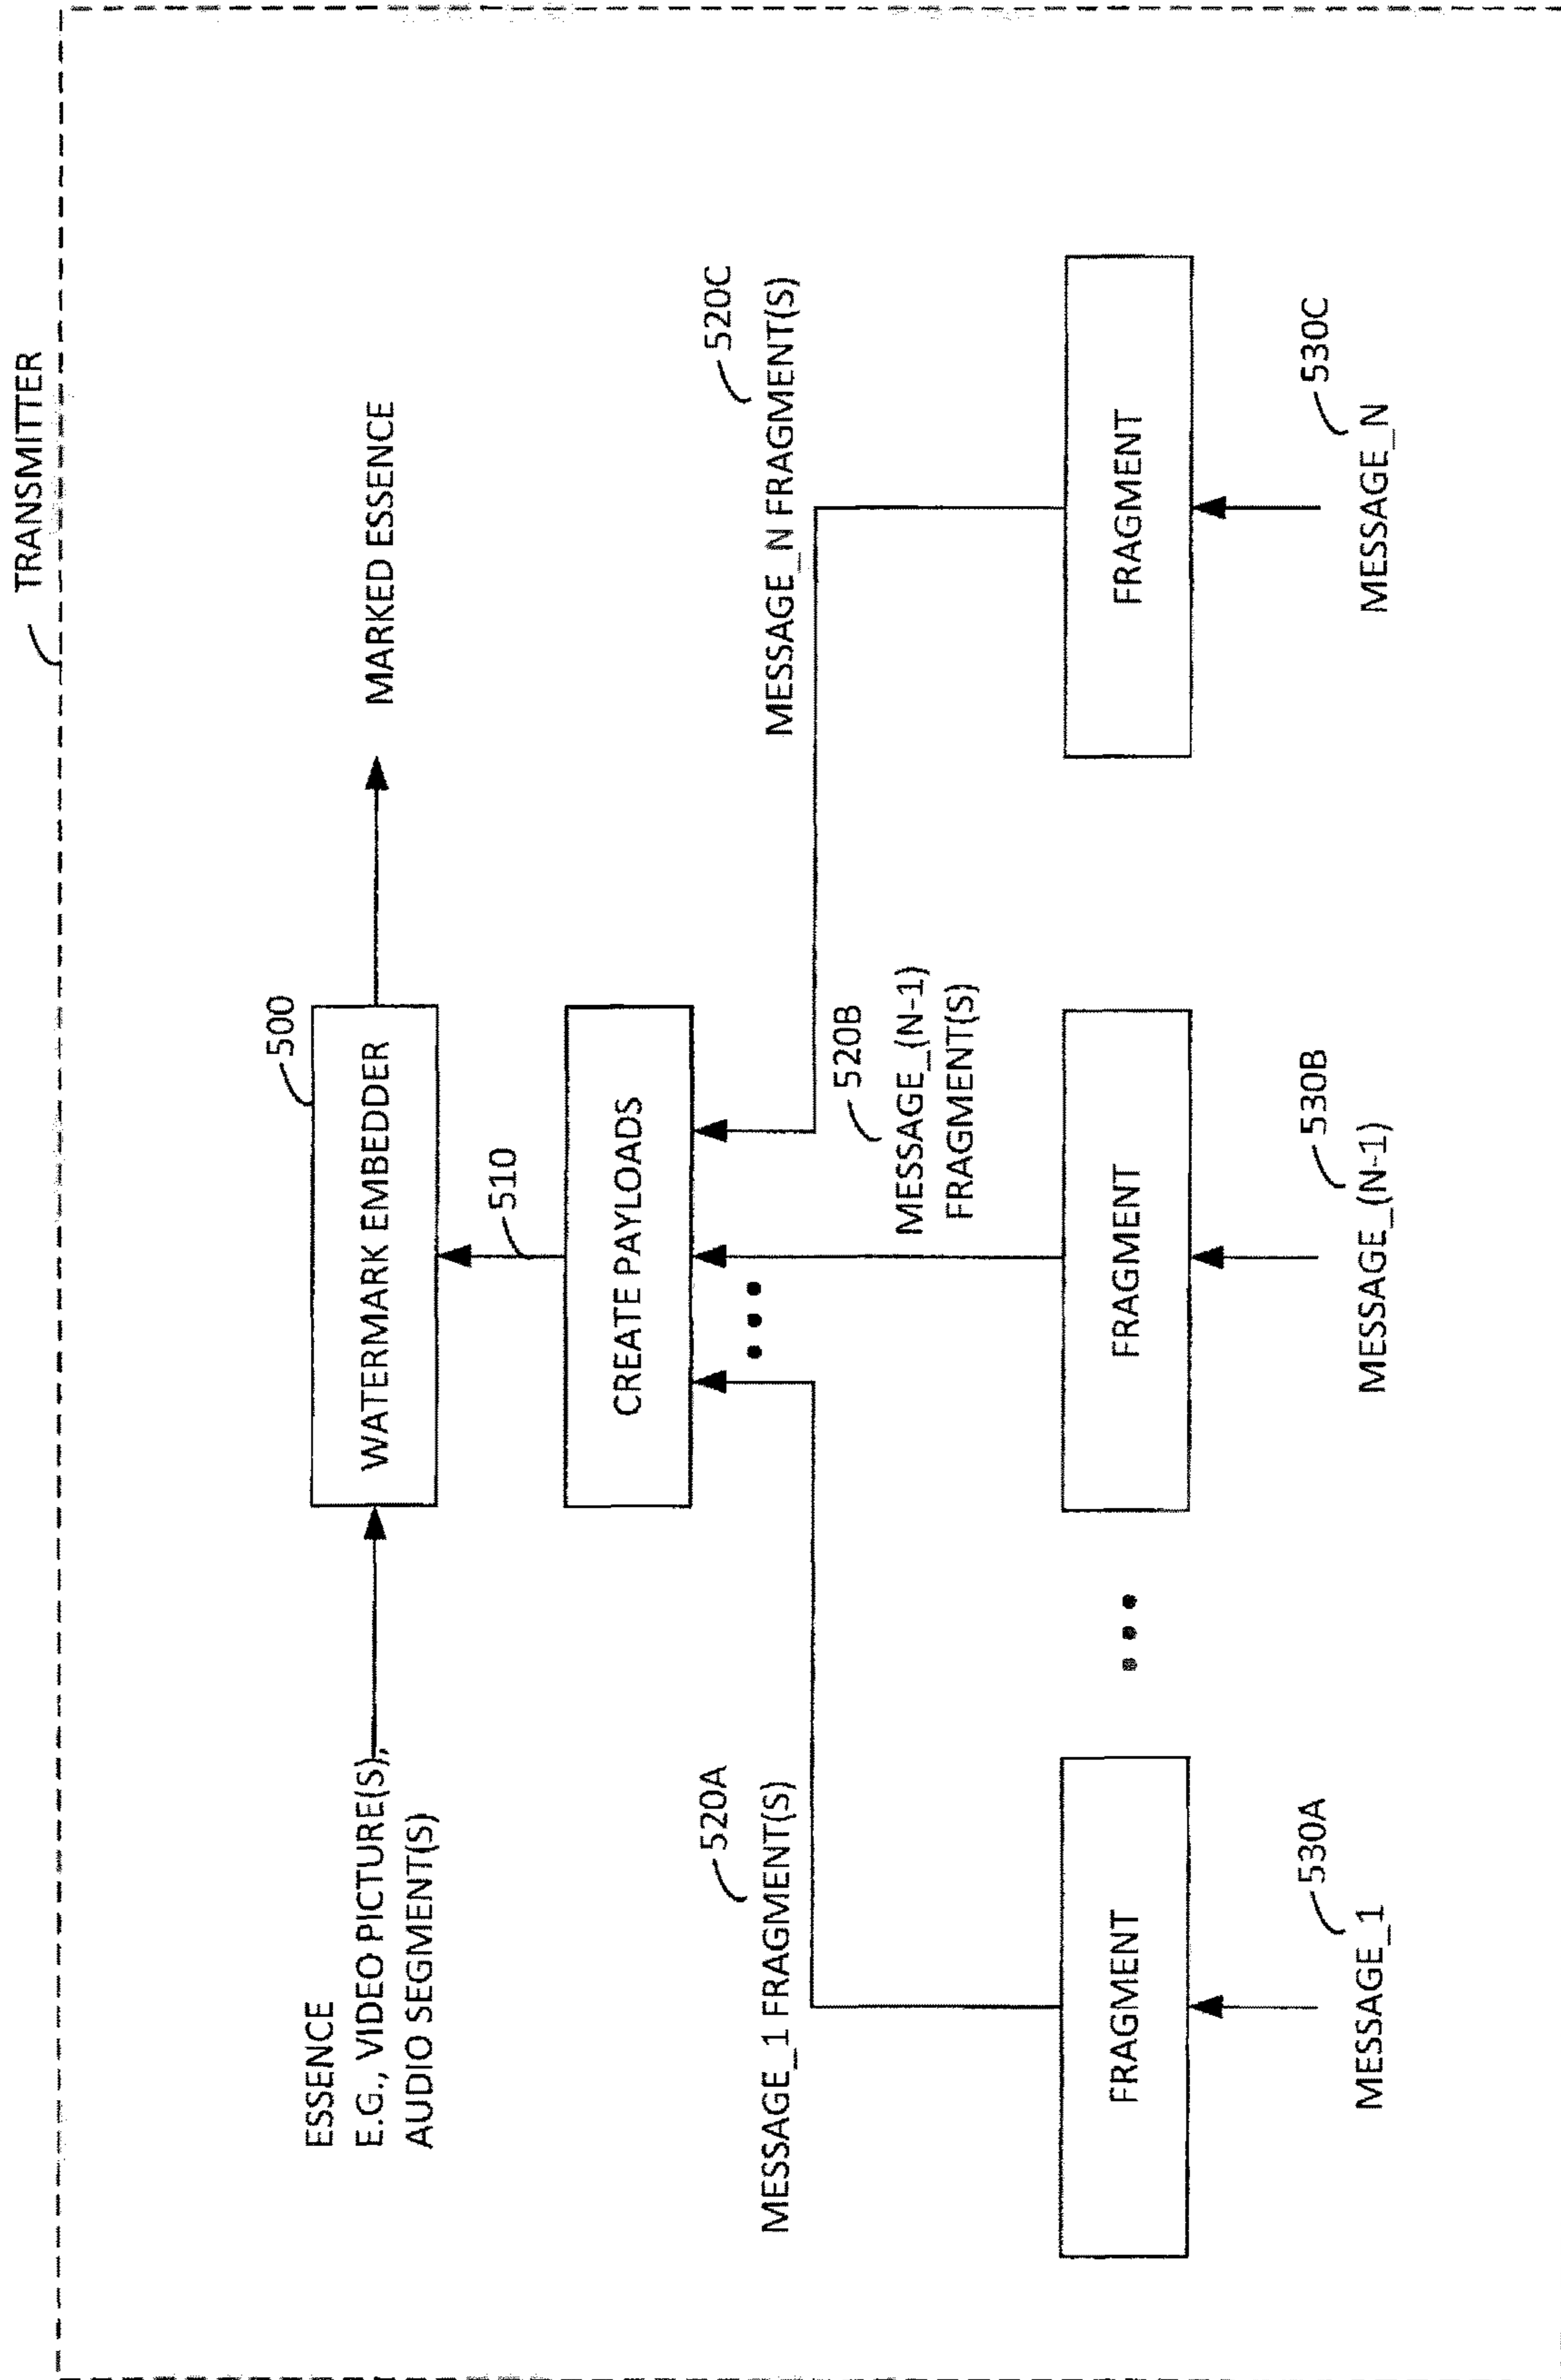 TRANSMITTER
ESSENCE
E.G., VIDEO PICTURE(S),
AUDIO SEGMENT(S)
500
WATERMARK EMBEDDER
MARKED ESSENCE
510
CREATE PAYLOADS
520A
MESSAGE_1 FRAGMENT(S)
520B
MESSAGE_(N-1)
FRAGMENT(S)
520C
MESSAGE_N FRAGMENT(S)
FRAGMENT
FRAGMENT
FRAGMENT
530A
MESSAGE_1
530B
MESSAGE_(N-1)
530C
MESSAGE_N